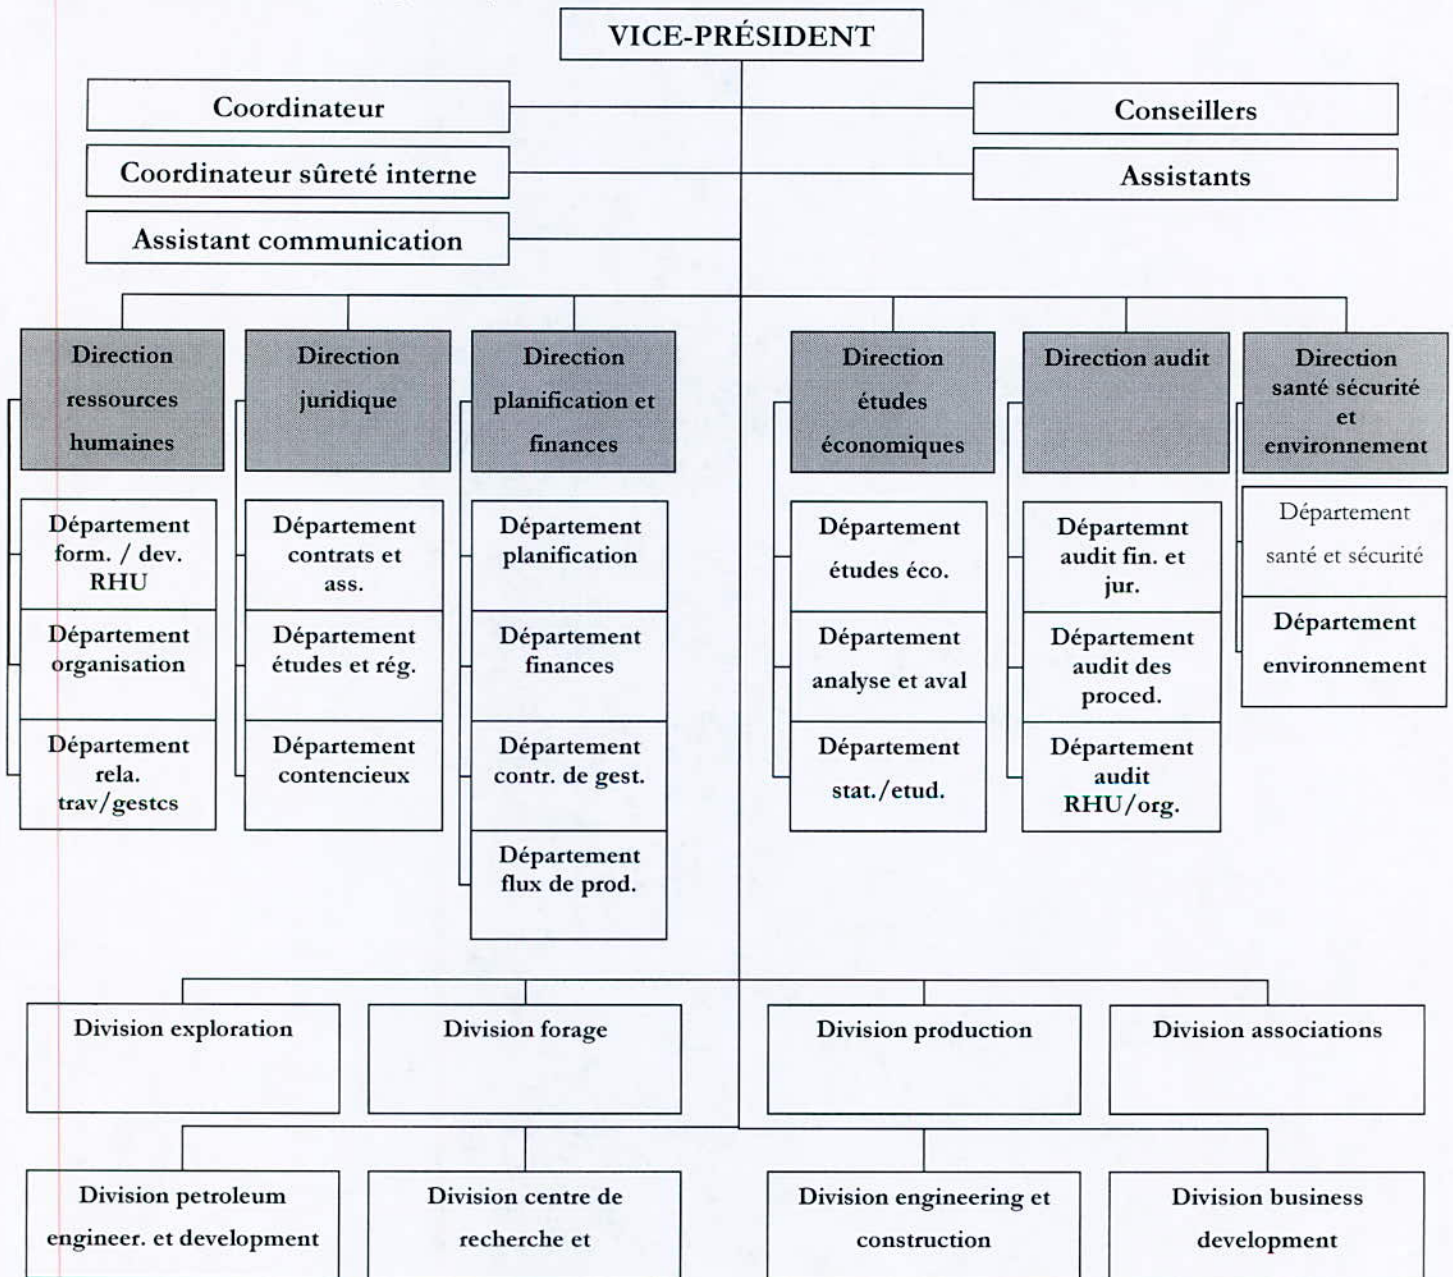 VICE-PRÉSIDENT
Coordinateur
Conseillers
Coordinateur sûreté interne
Assistants
Assistant communication
Direction
ressources
humaines
Direction
juridique
Direction
planification et
finances
Direction
études
économiques
Direction audit
Direction
santé sécurité
et
environnement
Département
form. / dev.
RHU
Département
organisation
Département
rela.
trav/gestcs
Département
contrats et
ass.
Département
études et rég.
Département
contencieux
Département
planification
Département
finances
Département
contr. de gest.
Département
flux de prod.
Département
études éco.
Département
analyse et aval
Département
stat./etud.
Départemnt
audit fin. et
jur.
Département
audit des
proced.
Département
audit
RHU/org.
Département
santé et sécurité
Département
environnement
Division exploration
Division forage
Division production
Division associations
Division petroleum
engineer. et development
Division centre de
recherche et
Division engineering et
construction
Division business
development